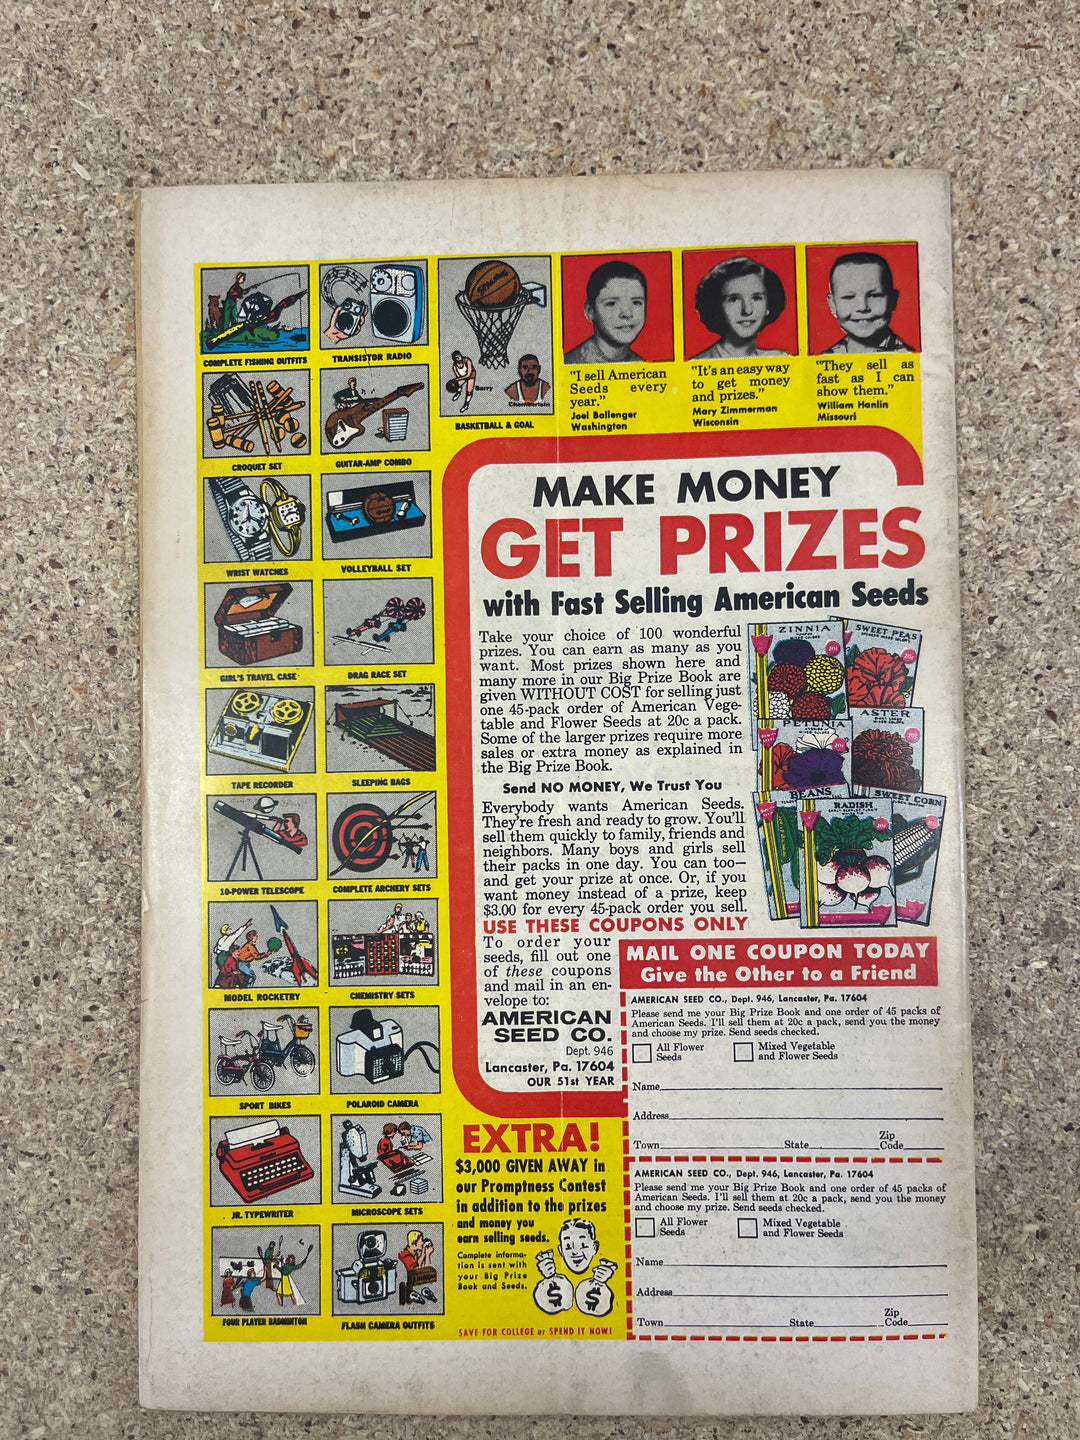 COMPLETE FISHING OUTFITS
TRANSISTOR RADIO
Barry
Chamberlain
BASKETBALL & GOAL
CROQUET SET
GUITAR-AMP COMBO
WRIST WATCHES
VOLLEYBALL SET
GIRL'S TRAVEL CASE
DRAG RACE SET
TAPE RECORDER
SLEEPING BAGS
10-POWER TELESCOPE
COMPLETE ARCHERY SETS
MODEL ROCKETRY
CHEMISTRY SETS
SPORT BIKES
POLAROID CAMERA
JR. TYPEWRITER
MICROSCOPE SETS
FOUR PLAYER BADMINTON
FLASH CAMERA OUTFITS
"I sell American
Seeds every
year."
Joel Ballenger
Washington
"It's an easy way
to get money
and prizes."
Mary Zimmerman
Wisconsin
"They sell as
fast as I can
show them."
William Hanlin
Missouri
MAKE MONEY
GET PRIZES
with Fast Selling American Seeds
Take your choice of 100 wonderful
prizes. You can earn as many as you
want. Most prizes shown here and
many more in our Big Prize Book are
given WITHOUT COST for selling just
one 45-pack order of American Vege-
table and Flower Seeds at 20c a pack.
Some of the larger prizes require more
sales or extra money as explained in
the Big Prize Book.
Send NO MONEY, We Trust You
Everybody wants American Seeds.
They're fresh and ready to grow. You'll
sell them quickly to family, friends and
neighbors. Many boys and girls sell
their packs in one day. You can too—
and get your prize at once. Or, if you
want money instead of a prize, keep
$3.00 for every 45-pack order you sell.
ZINNIA
SWEET PEAS
PETUNIA
ASTER
BEANS
RADISH
SWEET CORN
USE THESE COUPONS ONLY
To order your
seeds, fill out one
of these coupons
and mail in an en-
velope to:
AMERICAN
SEED CO.
Dept. 946
Lancaster, Pa. 17604
OUR 51st YEAR
MAIL ONE COUPON TODAY
Give the Other to a Friend
AMERICAN SEED CO., Dept. 946, Lancaster, Pa. 17604
Please send me your Big Prize Book and one order of 45 packs of
American Seeds. I'll sell them at 20c a pack, send you the money
and choose my prize. Send seeds checked.
All Flower
Seeds
Mixed Vegetable
and Flower Seeds
Name
Address
Town State Zip Code
AMERICAN SEED CO., Dept. 946, Lancaster, Pa. 17604
Please send me your Big Prize Book and one order of 45 packs of
American Seeds. I'll sell them at 20c a pack, send you the money
and choose my prize. Send seeds checked.
All Flower
Seeds
Mixed Vegetable
and Flower Seeds
Name
Address
Town State Zip Code
EXTRA!
$3,000 GIVEN AWAY in
our Promptness Contest
in addition to the prizes
and money you
earn selling seeds.
Complete informa-
tion is sent with
your Big Prize
Book and Seeds.
$ $
SAVE FOR COLLEGE or SPEND IT NOW!